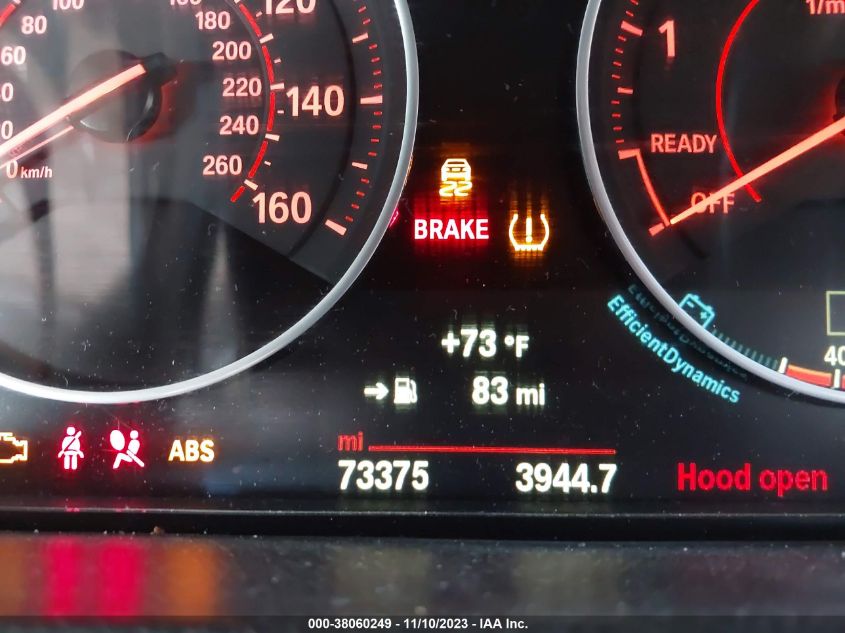 100
80
60
180
200
220
240
260
0 km/h
120
140
160
1
1/m
READY
OFF
BRAKE
+73 °F
83 mi
EfficientDynamics
40
ABS
mi
73375
3944.7
Hood open
000-38060249 - 11/10/2023 - IAA Inc.